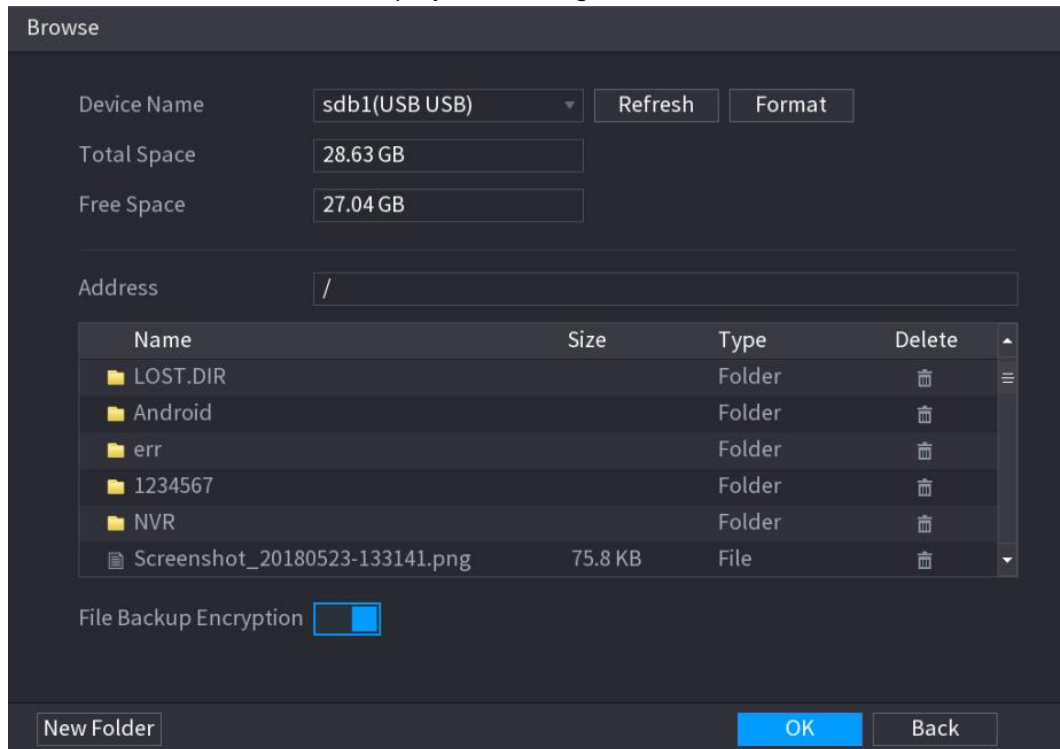 Browse
Device Name sdb1(USB USB) Refresh Format
Total Space 28.63 GB
Free Space 27.04 GB
Address /
Name Size Type Delete
LOST.DIR Folder
Android Folder
err Folder
1234567 Folder
NVR Folder
Screenshot_20180523-133141.png 75.8 KB File
File Backup Encryption
New Folder OK Back